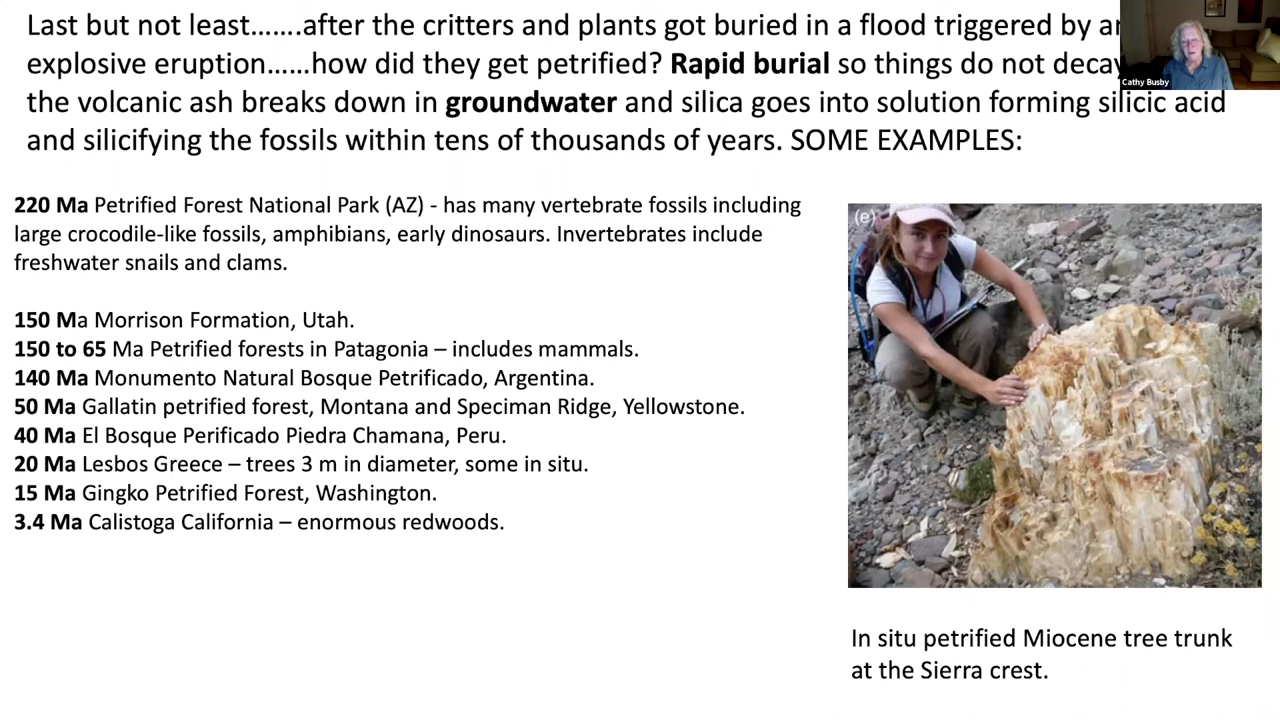 Last but not least.......after the critters and plants got buried in a flood triggered by
explosive eruption......how did they get petrified? Rapid burial so things do not
the volcanic ash breaks down in groundwater and silica goes into solution forming silicic acid
and silicifying the fossils within tens of thousands of years. SOME EXAMPLES:
Cathy Busby
220 Ma Petrified Forest National Park (AZ) - has many vertebrate fossils including
large crocodile-like fossils, amphibians, early dinosaurs. Invertebrates include
freshwater snails and clams.
150 Ma Morrison Formation, Utah.
150 to 65 Ma Petrified forests in Patagonia – includes mammals.
140 Ma Monumento Natural Bosque Petrificado, Argentina.
50 Ma Gallatin petrified forest, Montana and Speciman Ridge, Yellowstone.
40 Ma El Bosque Perificado Piedra Chamana, Peru.
20 Ma Lesbos Greece – trees 3 m in diameter, some in situ.
15 Ma Gingko Petrified Forest, Washington.
3.4 Ma Calistoga California – enormous redwoods.
(e)
In situ petrified Miocene tree trunk
at the Sierra crest.